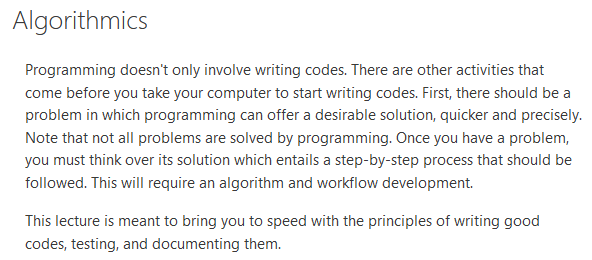 Algorithmics
Programming doesn't only involve writing codes. There are other activities that
come before you take your computer to start writing codes. First, there should be a
problem in which programming can offer a desirable solution, quicker and precisely.
Note that not all problems are solved by programming. Once you have a problem,
you must think over its solution which entails a step-by-step process that should be
followed. This will require an algorithm and workflow development.
This lecture is meant to bring you to speed with the principles of writing good
codes, testing, and documenting them.